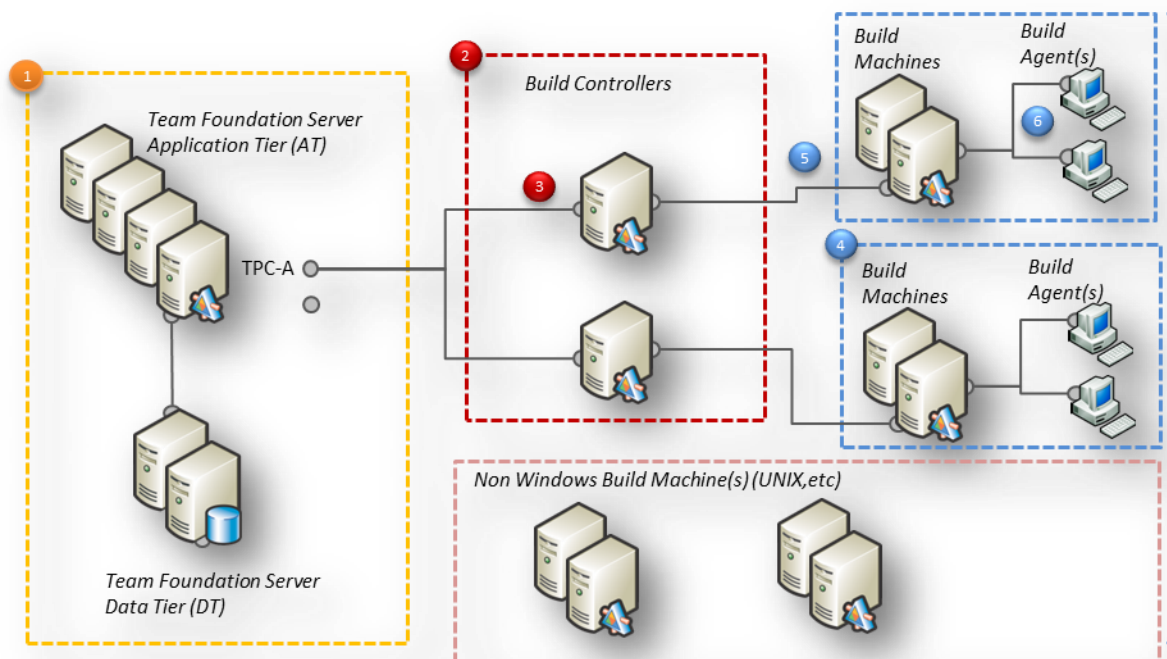 1
Team Foundation Server
Application Tier (AT)
TPC-A
Team Foundation Server
Data Tier (DT)
2
Build Controllers
3
5
Build
Machines
Build
Agent(s)
6
4
Build
Machines
Build
Agent(s)
Non Windows Build Machine(s) (UNIX,etc)